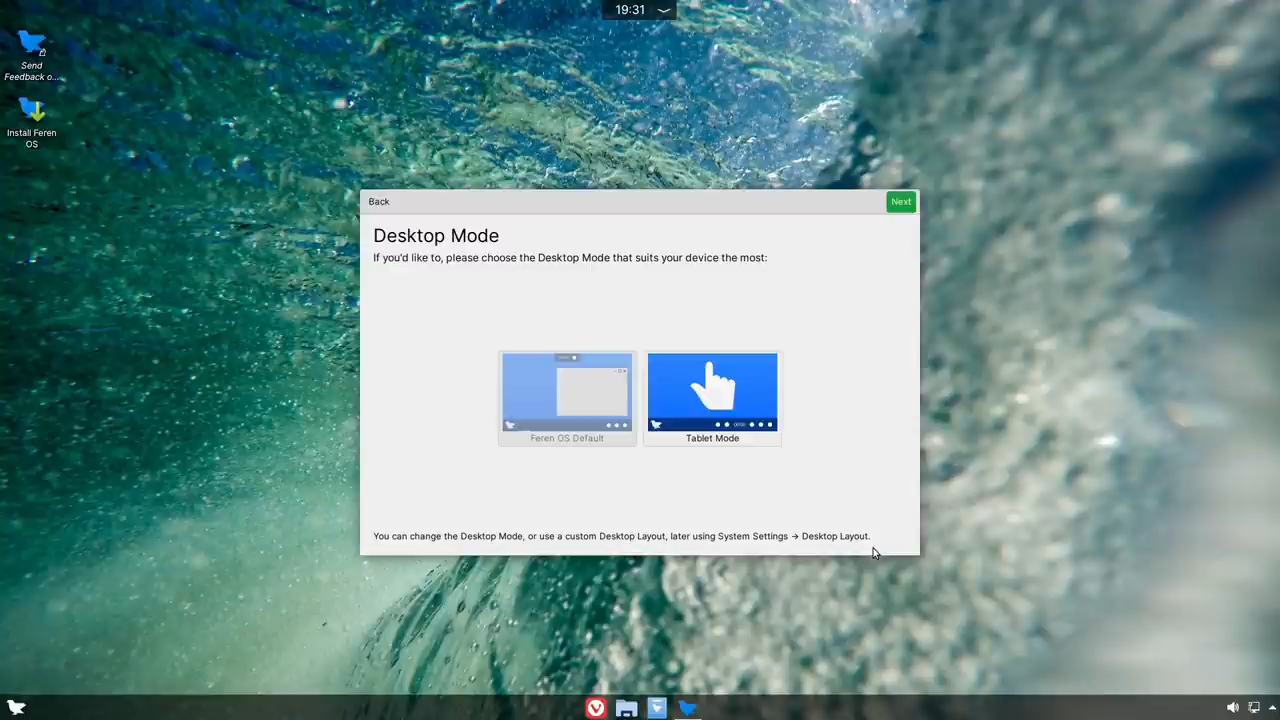 19:31
Send
Feedback o...
Install Feren
OS
Back
Next
Desktop Mode
If you'd like to, please choose the Desktop Mode that suits your device the most:
Feren OS Default
Tablet Mode
You can change the Desktop Mode, or use a custom Desktop Layout, later using System Settings → Desktop Layout.